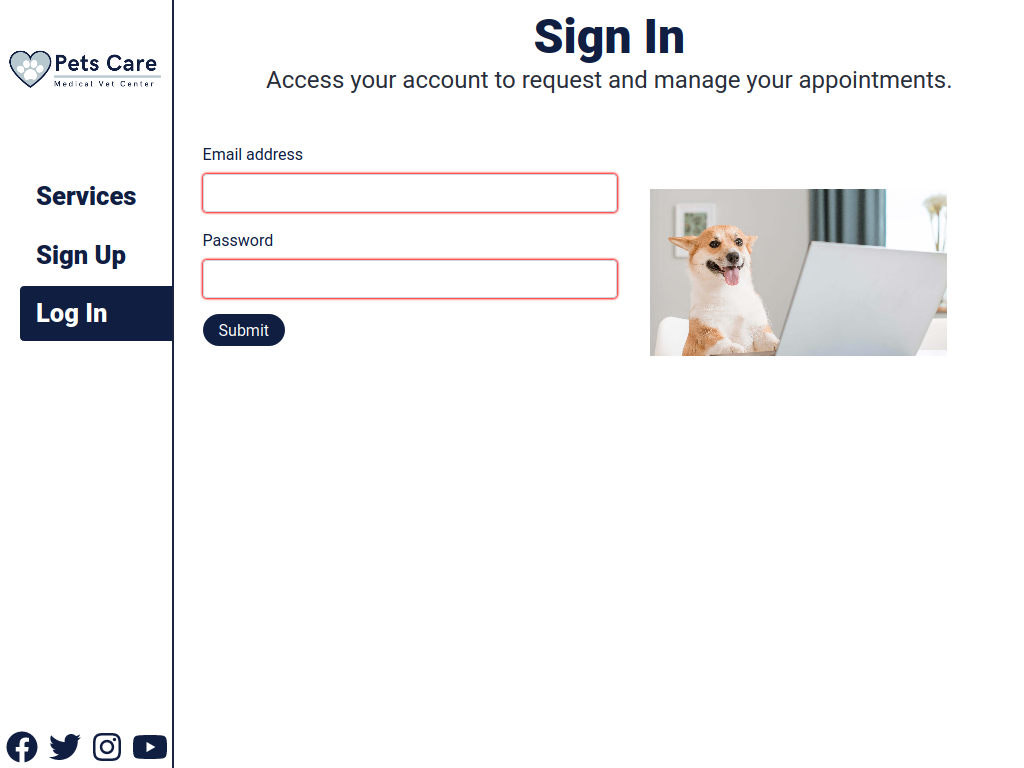 Pets Care
Medical Vet Center
Services
Sign Up
Log In
Sign In
Access your account to request and manage your appointments.
Email address
Password
Submit